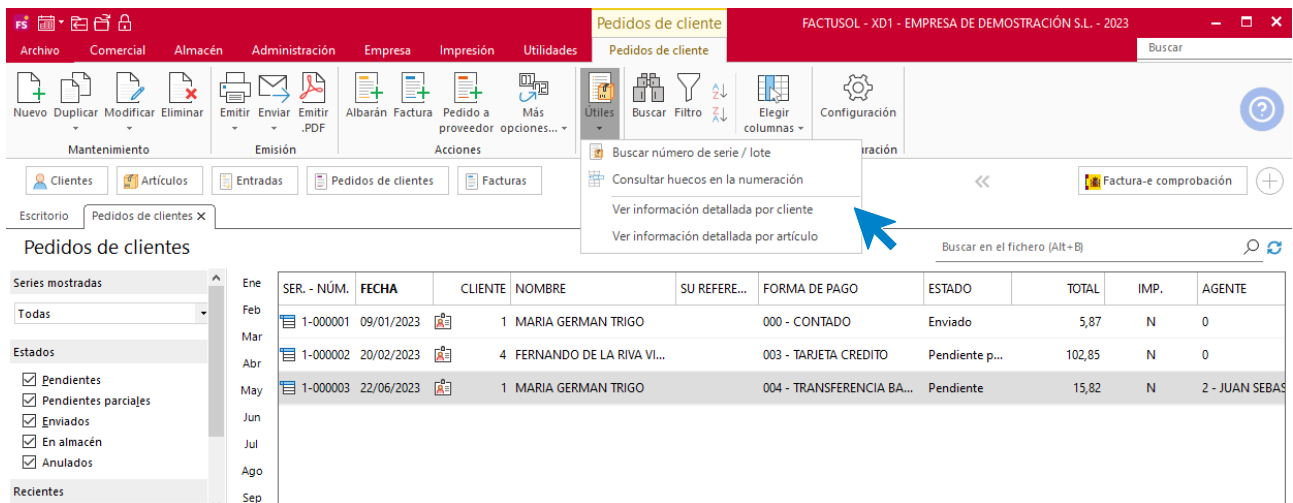 FS
Pedidos de cliente
FACTUSOL - XD1 - EMPRESA DE DEMOSTRACIÓN S.L. - 2023
Archivo Comercial Almacén Administración Empresa Impresión Utilidades Pedidos de cliente Buscar
Nuevo Duplicar Modificar Eliminar Emitir Enviar Emitir .PDF Albarán Factura Pedido a proveedor Más opciones... Útiles Buscar Filtro Elegir columnas Configuración
Mantenimiento Emisión Acciones uración
Buscar número de serie / lote
Consultar huecos en la numeración
Ver información detallada por cliente
Ver información detallada por artículo
Clientes Artículos Entradas Pedidos de clientes Facturas Factura-e comprobación
Escritorio Pedidos de clientes X
Pedidos de clientes
Buscar en el fichero (Alt+B)
Series mostradas
Todas
Estados
Pendientes
Pendientes parciales
Enviados
En almacén
Anulados
Recientes
Ene
Feb
Mar
Abr
May
Jun
Jul
Ago
Sep
SER. - NÚM. FECHA CLIENTE NOMBRE SU REFERE... FORMA DE PAGO ESTADO TOTAL IMP. AGENTE
1-000001 09/01/2023 1 MARIA GERMAN TRIGO 000 - CONTADO Enviado 5,87 N 0
1-000002 20/02/2023 4 FERNANDO DE LA RIVA VI... 003 - TARJETA CREDITO Pendiente p... 102,85 N 0
1-000003 22/06/2023 1 MARIA GERMAN TRIGO 004 - TRANSFERENCIA BA... Pendiente 15,82 N 2 - JUAN SEBAS